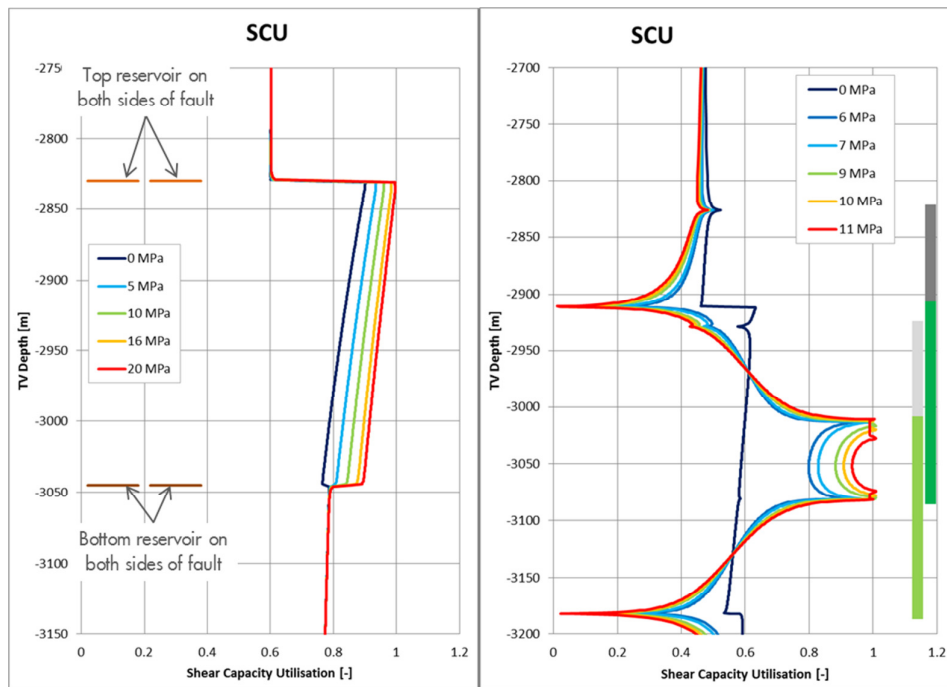 SCU
Top reservoir on
both sides of fault
-275
-2800
-2850
-2900
-2950
-3000
-3050
-3100
-3150
TV Depth [m]
0 MPa
5 MPa
10 MPa
16 MPa
20 MPa
Bottom reservoir on
both sides of fault
0 0.2 0.4 0.6 0.8 1 1.2
Shear Capacity Utilisation [-]
SCU
-2700
-2750
-2800
-2850
-2900
-2950
-3000
-3050
-3100
-3150
-3200
TV Depth [m]
0 MPa
6 MPa
7 MPa
9 MPa
10 MPa
11 MPa
0 0.2 0.4 0.6 0.8 1 1.2
Shear Capacity Utilisation [-]